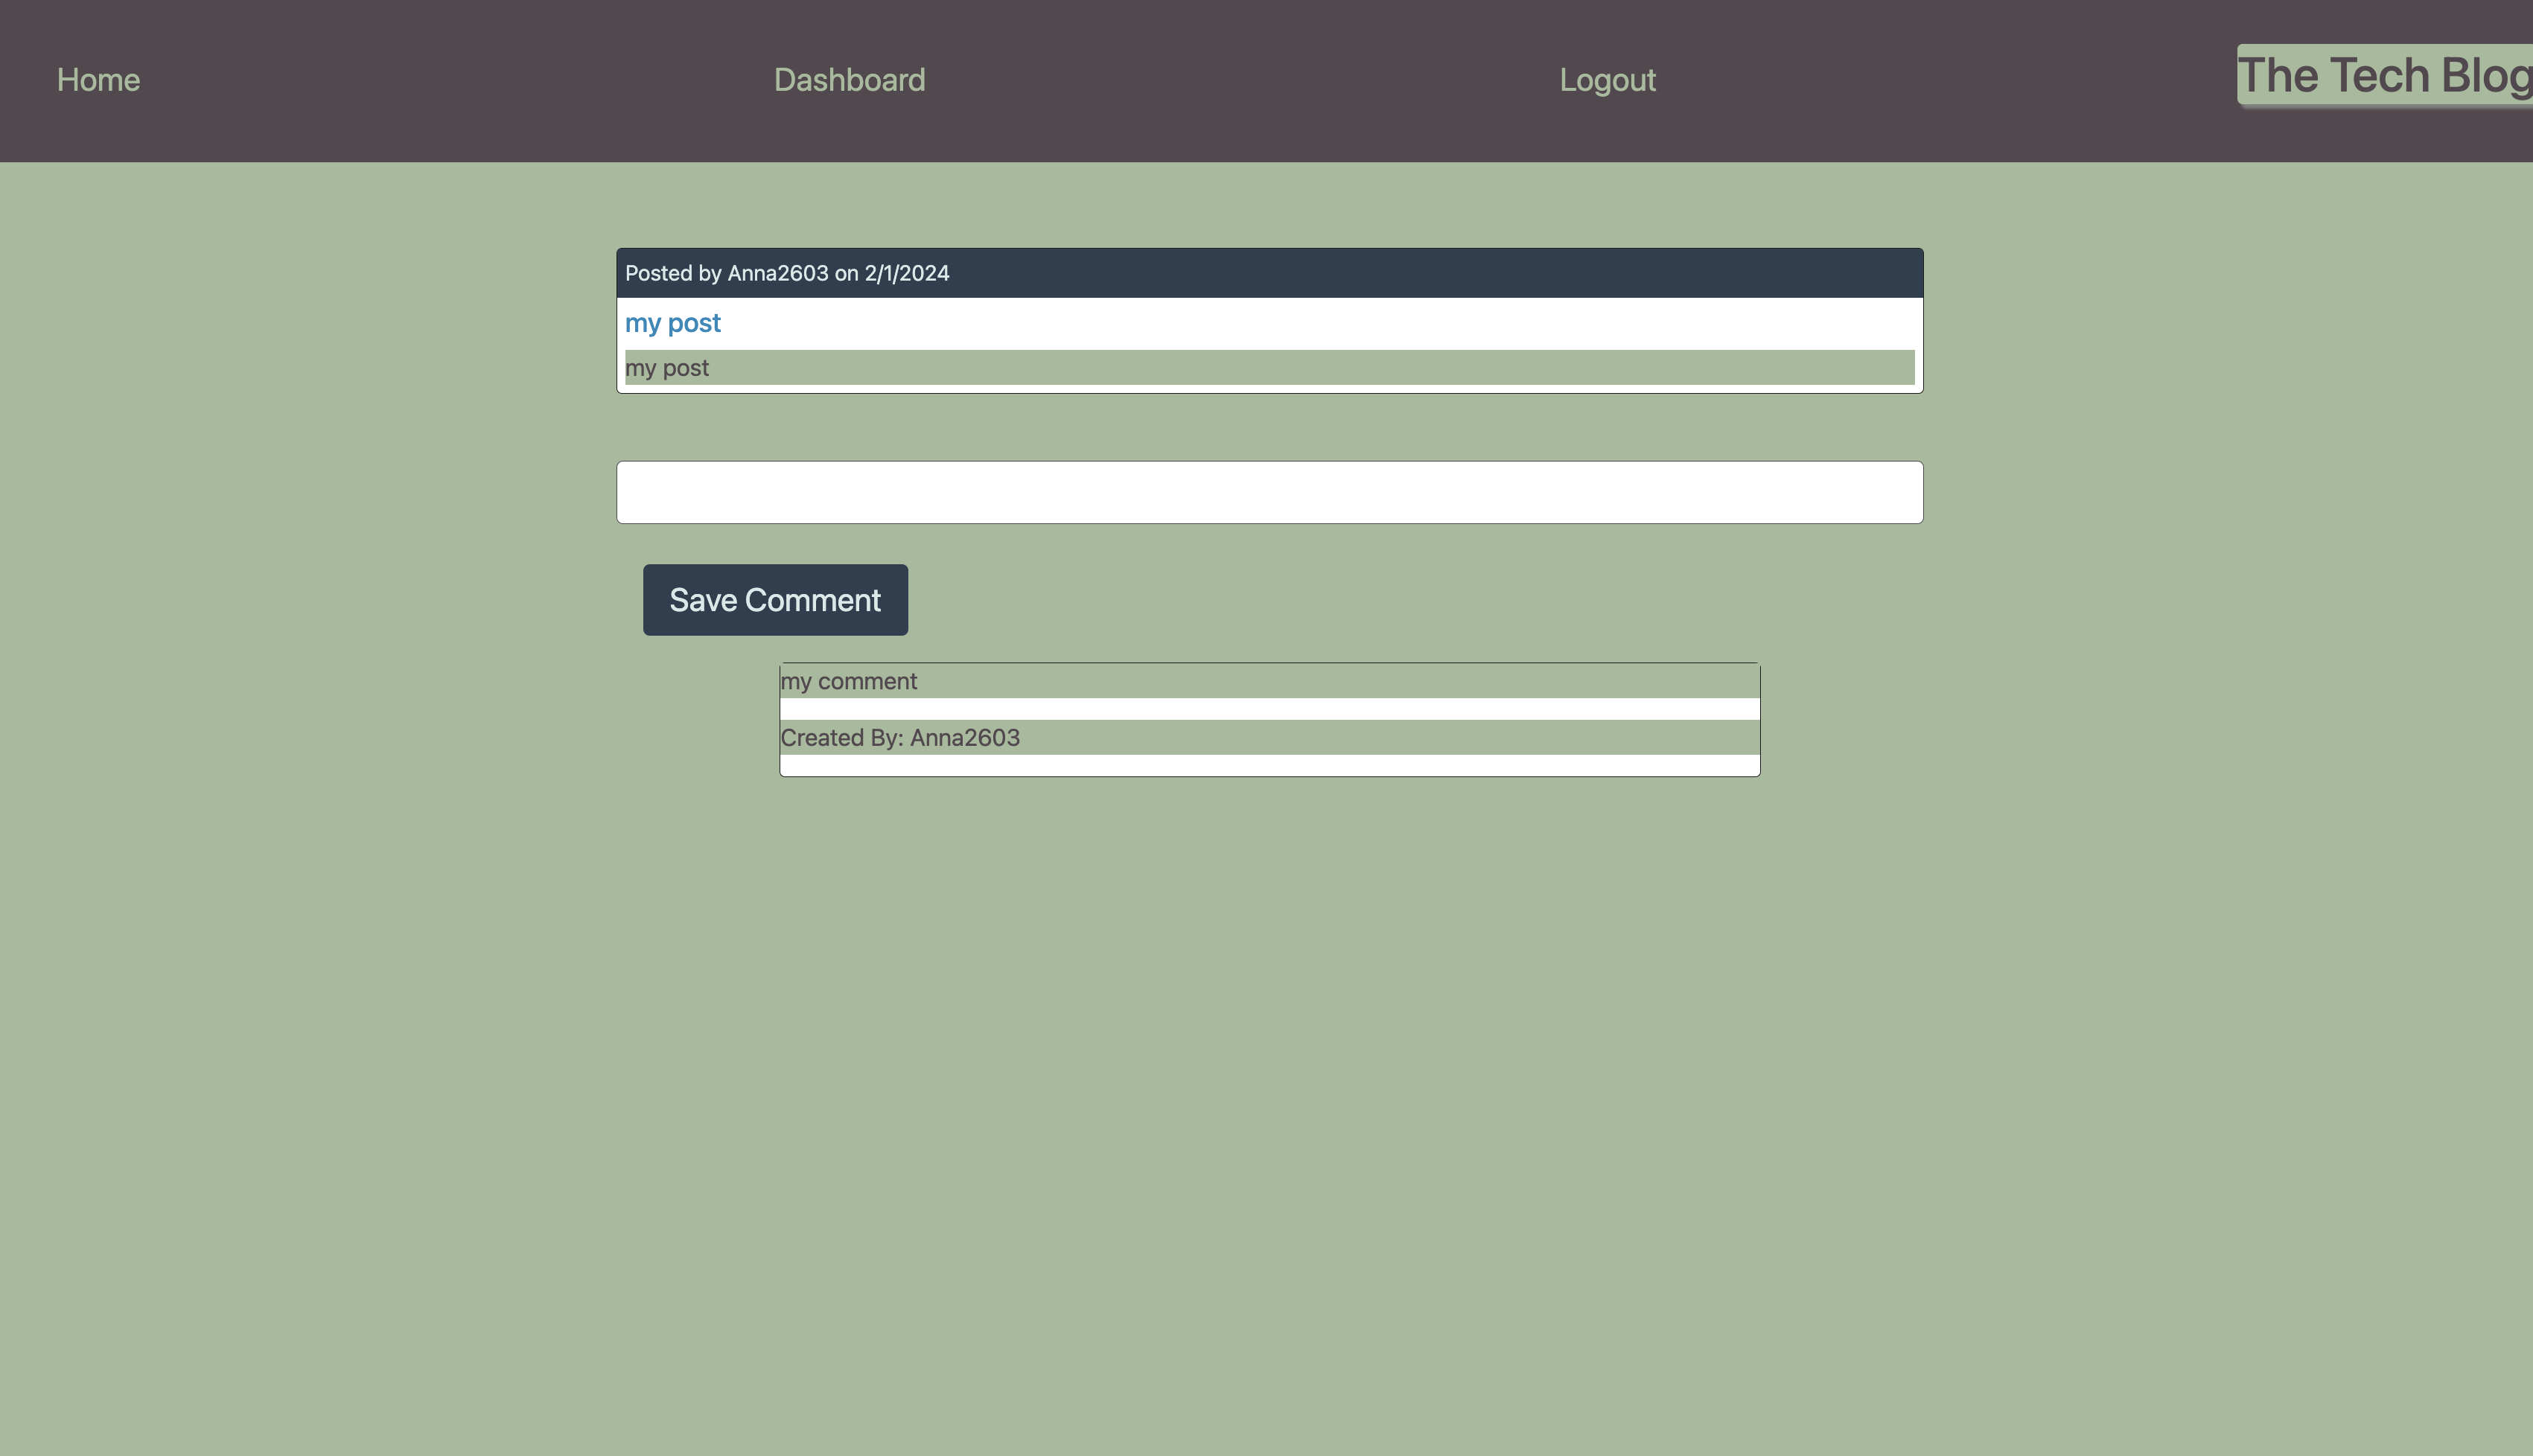 Home
Dashboard
Logout
The Tech Blog
Posted by Anna2603 on 2/1/2024
my post
my post
Save Comment
my comment
Created By: Anna2603